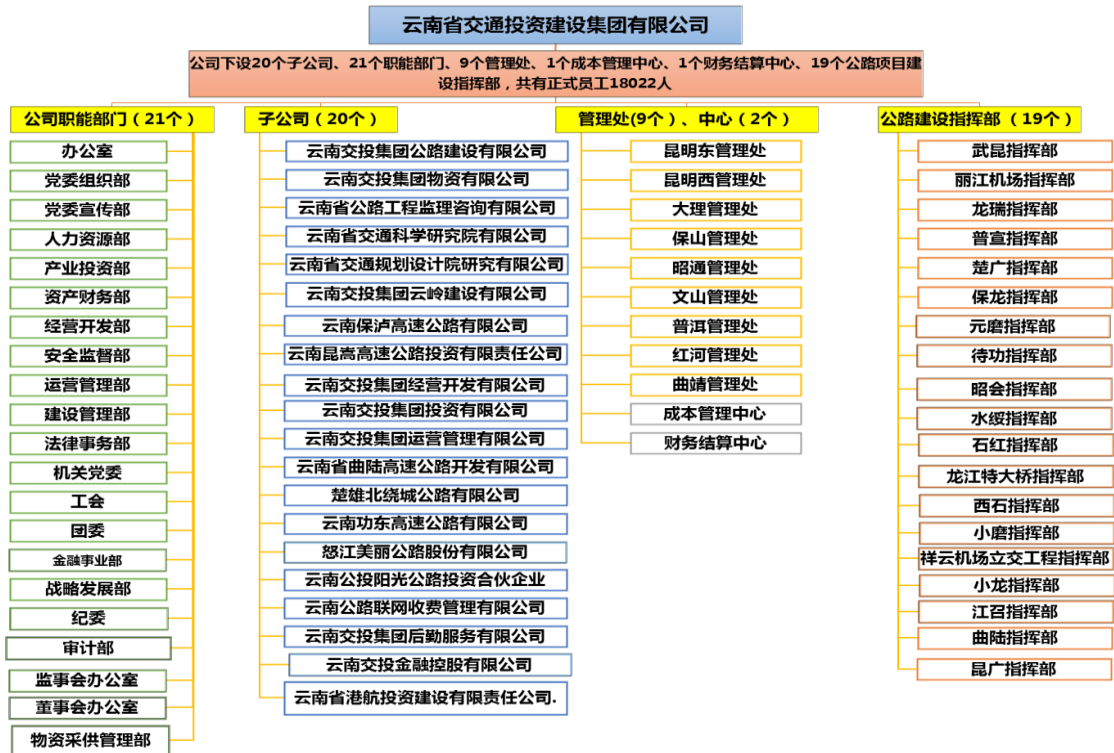 云南省交通投资建设集团有限公司
公司下设20个子公司、21个职能部门、9个管理处、1个成本管理中心、1个财务结算中心、19个公路项目建
设指挥部，共有正式员工18022人
公司职能部门（21个）
办公室
党委组织部
党委宣传部
人力资源部
产业投资部
资产财务部
经营开发部
安全监督部
运营管理部
建设管理部
法律事务部
机关党委
工会
团委
金融事业部
战略发展部
纪委
审计部
监事会办公室
董事会办公室
物资采供管理部
子公司（20个）
云南交投集团公路建设有限公司
云南交投集团物资有限公司
云南省公路工程监理咨询有限公司
云南省交通科学研究院有限公司
云南省交通规划设计院研究有限公司
云南交投集团云岭建设有限公司
云南保泸高速公路有限公司
云南昆嵩高速公路投资有限责任公司
云南交投集团经营开发有限公司
云南交投集团投资有限公司
云南交投集团运营管理有限公司
云南省曲陆高速公路开发有限公司
楚雄北绕城公路有限公司
云南功东高速公路有限公司
怒江美丽公路股份有限公司
云南公投阳光公路投资合伙企业
云南公路联网收费管理有限公司
云南交投集团后勤服务有限公司
云南交投金融控股有限公司
云南省港航投资建设有限责任公司.
管理处(9个）、中心（2个）
昆明东管理处
昆明西管理处
大理管理处
保山管理处
昭通管理处
文山管理处
普洱管理处
红河管理处
曲靖管理处
成本管理中心
财务结算中心
公路建设指挥部（19个）
武昆指挥部
丽江机场指挥部
龙瑞指挥部
普宣指挥部
楚广指挥部
保龙指挥部
元磨指挥部
待功指挥部
昭会指挥部
水绥指挥部
石红指挥部
龙江特大桥指挥部
西石指挥部
小磨指挥部
祥云机场立交工程指挥部
小龙指挥部
江召指挥部
曲陆指挥部
昆广指挥部